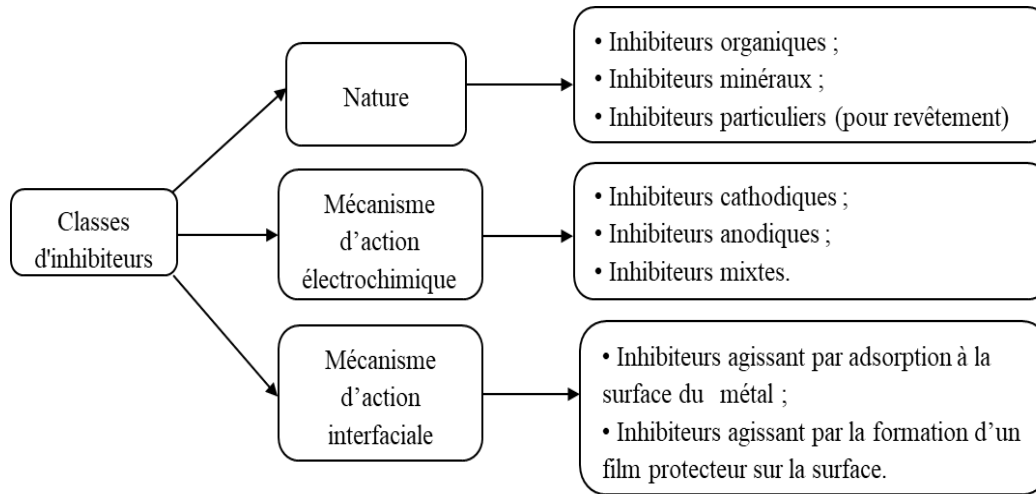 Classes
d'inhibiteurs
Nature
• Inhibiteurs organiques ;
• Inhibiteurs minéraux ;
• Inhibiteurs particuliers (pour revêtement)
Mécanisme
d’action
électrochimique
• Inhibiteurs cathodiques ;
• Inhibiteurs anodiques ;
• Inhibiteurs mixtes.
Mécanisme
d’action
interfaciale
• Inhibiteurs agissant par adsorption à la
surface du métal ;
• Inhibiteurs agissant par la formation d’un
film protecteur sur la surface.